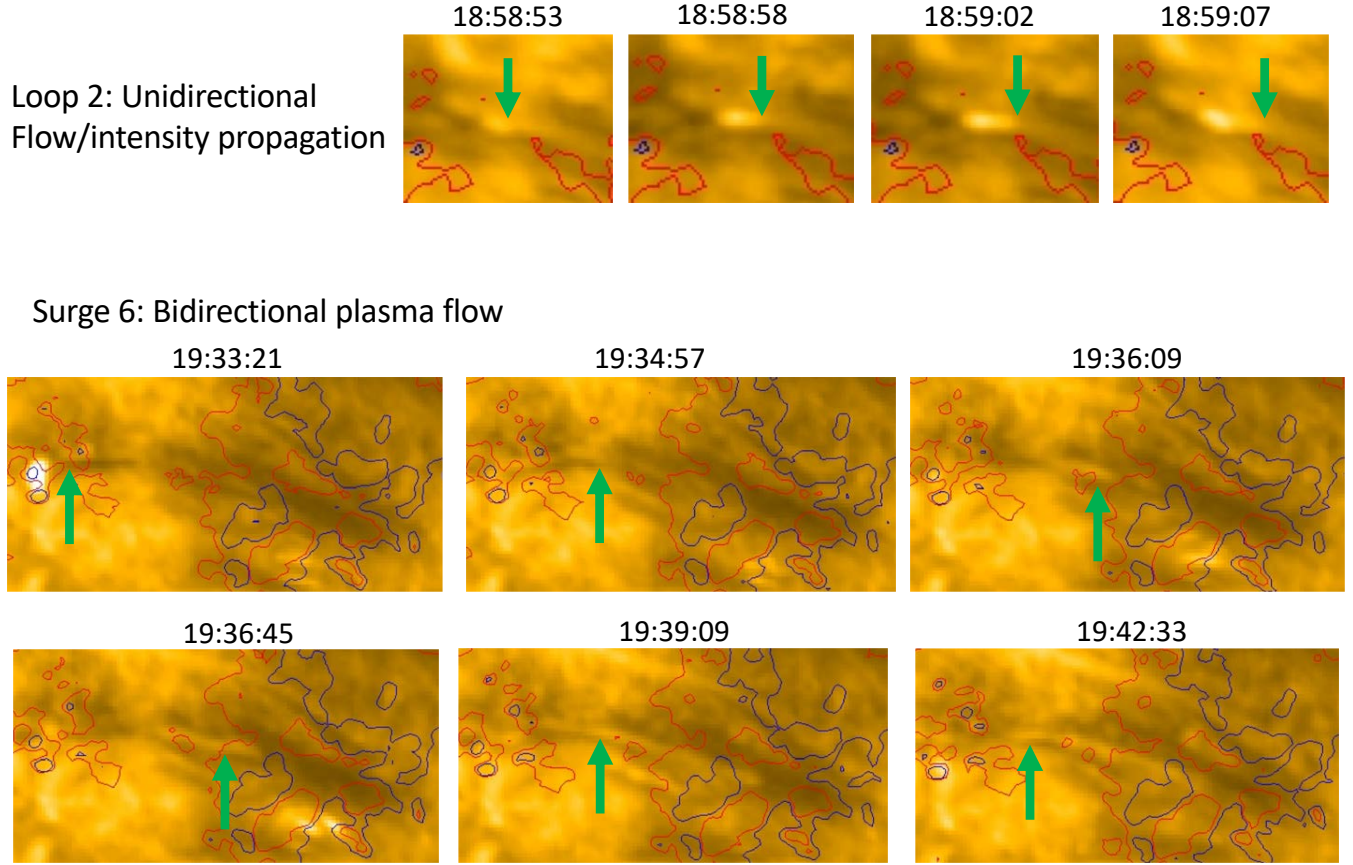 18:58:53 18:58:58 18:59:02 18:59:07
Loop 2: Unidirectional
Flow/intensity propagation
Surge 6: Bidirectional plasma flow
19:33:21 19:34:57 19:36:09
19:36:45 19:39:09 19:42:33